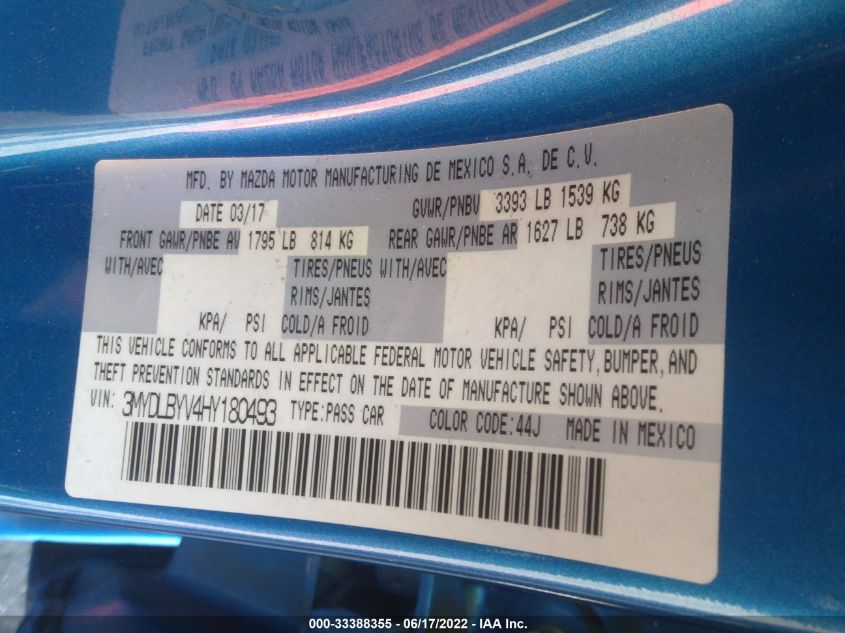 MFD. BY MAZDA MOTOR MANUFACTURING DE MEXICO S.A. DE C.V.
DATE 03/17 GVWR/PNBV 3393 LB 1539 KG
FRONT GAWR/PNBE AV 1795 LB 814 KG REAR GAWR/PNBE AR 1627 LB 738 KG
WITH/AVEC TIRES/PNEUS WITH/AVEC TIRES/PNEUS
RIMS/JANTES RIMS/JANTES
KPA/ PSI COLD/A FROID KPA/ PSI COLD/A FROID
THIS VEHICLE CONFORMS TO ALL APPLICABLE FEDERAL MOTOR VEHICLE SAFETY, BUMPER, AND
THEFT PREVENTION STANDARDS IN EFFECT ON THE DATE OF MANUFACTURE SHOWN ABOVE.
VIN: 3MYDLBYV4HY180493 TYPE:PASS CAR COLOR CODE:44J MADE IN MEXICO
000-33388355 - 06/17/2022 - IAA Inc.